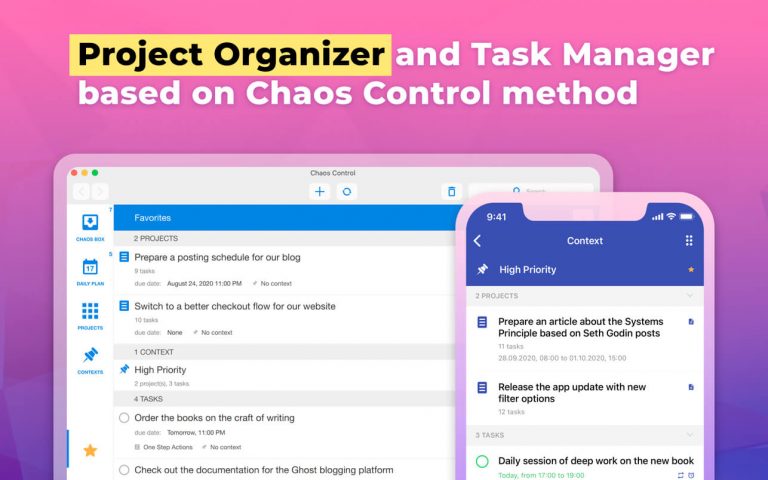 Project Organizer and Task Manager
based on Chaos Control method
Chaos Control
Search
7
CHAOS BOX
5
17
DAILY PLAN
PROJECTS
CONTEXTS
Favorites
2 PROJECTS
Prepare a posting schedule for our blog
9 tasks
due date: August 24, 2020 11:00 PM No context
Switch to a better checkout flow for our website
10 tasks
due date: None No context
1 CONTEXT
High Priority
2 project(s), 3 tasks
4 TASKS
Order the books on the craft of writing
due date: Tomorrow, 11:00 PM
One Step Actions No context
Check out the documentation for the Ghost blogging platform
9:41
Context
High Priority
2 PROJECTS
Prepare an article about the Systems
Principle based on Seth Godin posts
11 tasks
28.09.2020, 08:00 to 01.10.2020, 15:00
Release the app update with new
filter options
12 tasks
3 TASKS
Daily session of deep work on the new book
Today, from 17:00 to 19:00